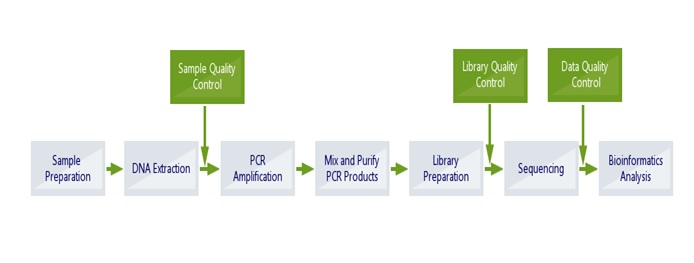 Sample Quality
Control
Library Quality
Control
Data Quality
Control
Sample
Preparation
DNA Extraction
PCR
Amplification
Mix and Purify
PCR Products
Library
Preparation
Sequencing
Bioinformatics
Analysis